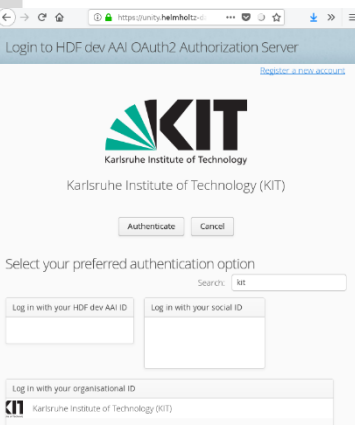 https://unity.helmholtz-d
Login to HDF dev AAI OAuth2 Authorization Server
Register a new account
KIT
Karlsruhe Institute of Technology
Karlsruhe Institute of Technology (KIT)
Authenticate Cancel
Select your preferred authentication option
Search: kit
Log in with your HDF dev AAI ID Log in with your social ID
Log in with your organisational ID
KIT Karlsruhe Institute of Technology (KIT)